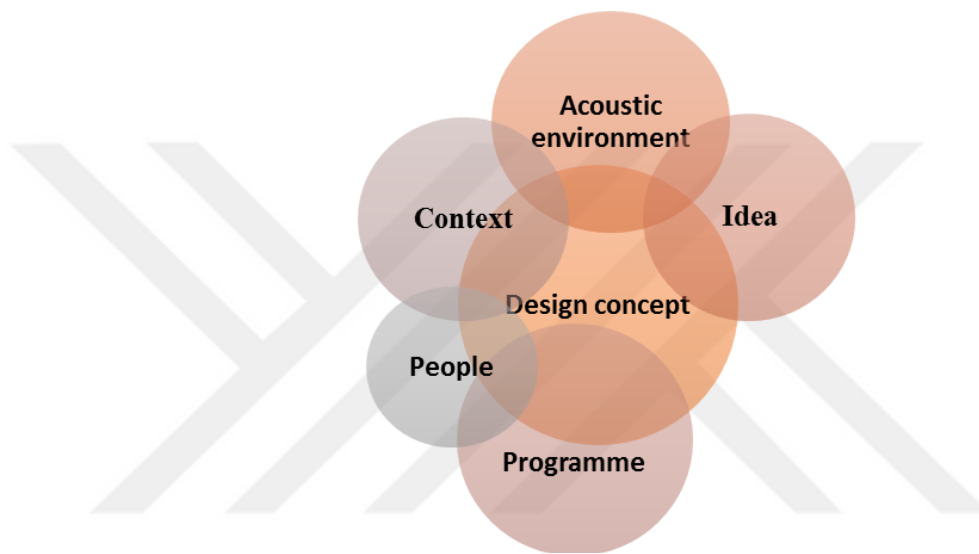 Acoustic
environment
Context
Idea
Design concept
People
Programme